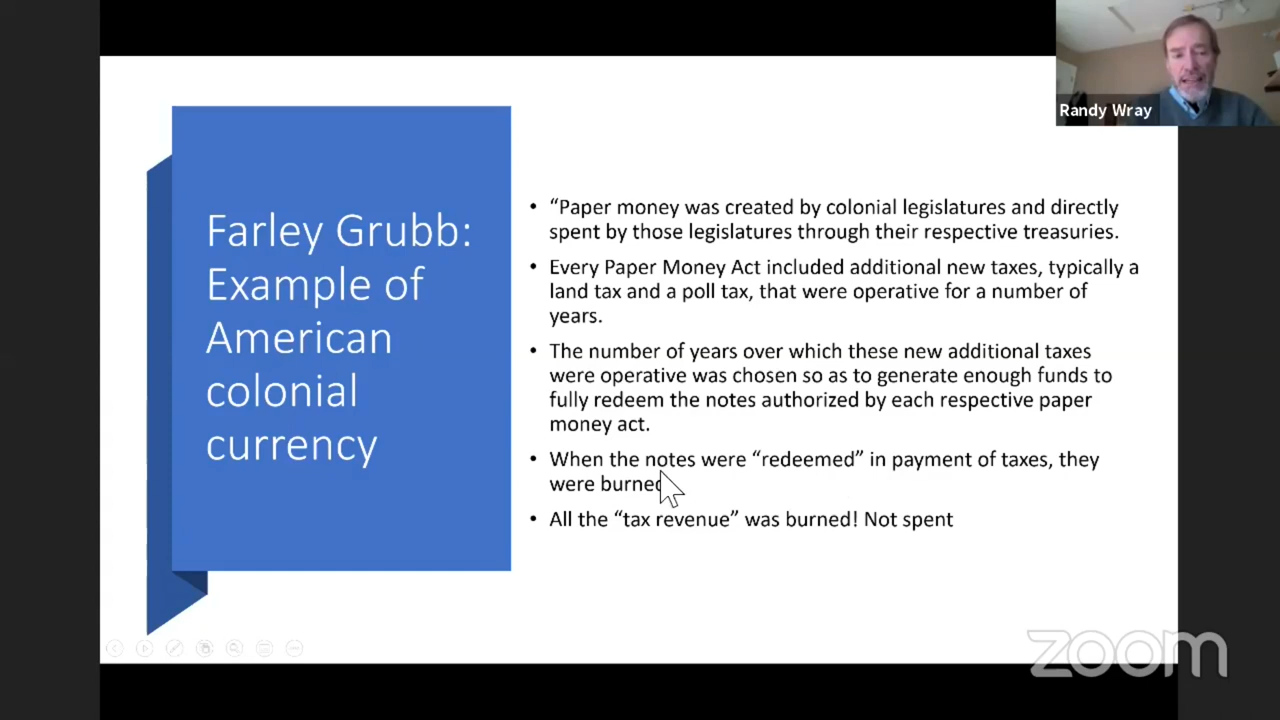 Randy Wray
Farley Grubb:
Example of
American
colonial
currency
• “Paper money was created by colonial legislatures and directly
spent by those legislatures through their respective treasuries.
• Every Paper Money Act included additional new taxes, typically a
land tax and a poll tax, that were operative for a number of
years.
• The number of years over which these new additional taxes
were operative was chosen so as to generate enough funds to
fully redeem the notes authorized by each respective paper
money act.
• When the notes were “redeemed” in payment of taxes, they
were burned
• All the “tax revenue” was burned! Not spent
zoom